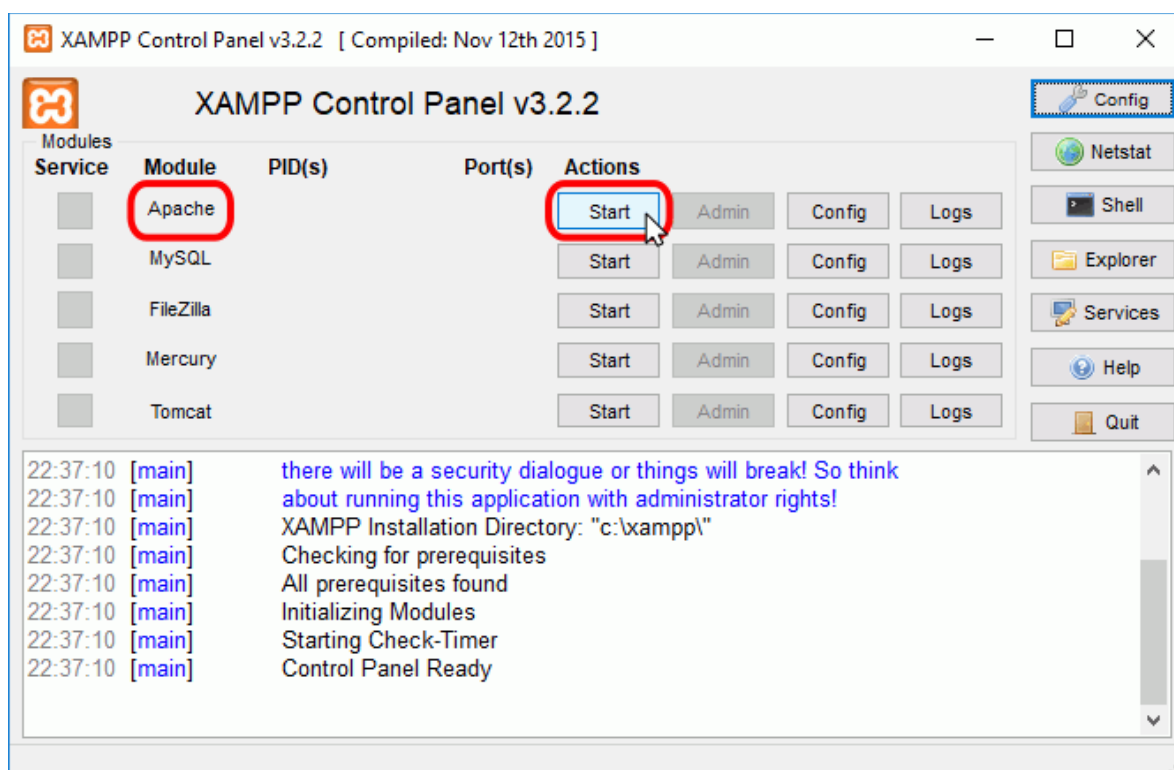 XAMPP Control Panel v3.2.2 [ Compiled: Nov 12th 2015 ]
XAMPP Control Panel v3.2.2
Config
Modules
Netstat
Service Module PID(s) Port(s) Actions
Apache Start Admin Config Logs
Shell
MySQL Start Admin Config Logs
Explorer
FileZilla Start Admin Config Logs
Services
Mercury Start Admin Config Logs
Help
Tomcat Start Admin Config Logs
Quit
22:37:10 [main] there will be a security dialogue or things will break! So think
22:37:10 [main] about running this application with administrator rights!
22:37:10 [main] XAMPP Installation Directory: "c:\xampp\"
22:37:10 [main] Checking for prerequisites
22:37:10 [main] All prerequisites found
22:37:10 [main] Initializing Modules
22:37:10 [main] Starting Check-Timer
22:37:10 [main] Control Panel Ready